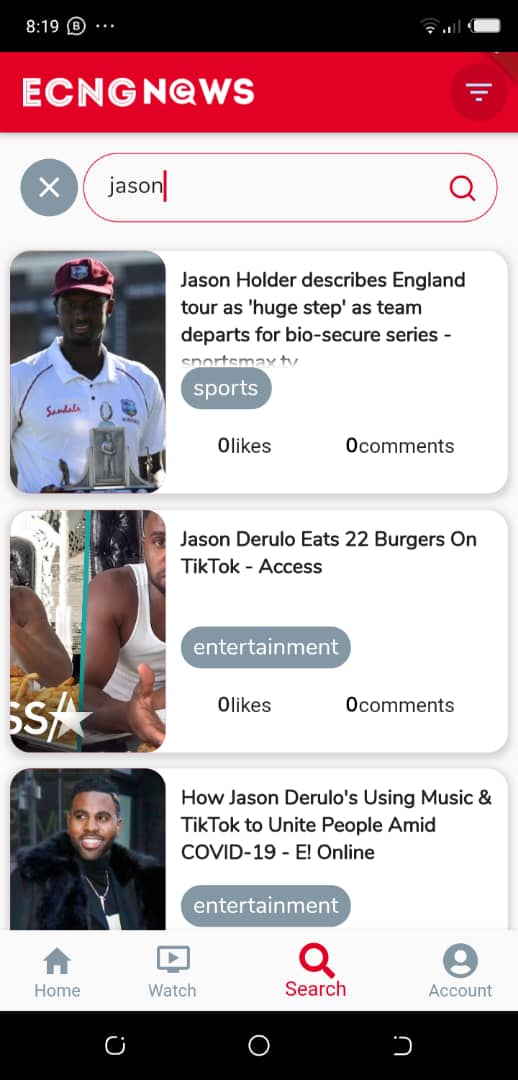 8:19
ECNG NEWS
jason
Jason Holder describes England
tour as 'huge step' as team
departs for bio-secure series -
sportsmax.tv
sports
0likes 0comments
Sandals
Jason Derulo Eats 22 Burgers On
TikTok - Access
entertainment
0likes 0comments
SS
How Jason Derulo's Using Music &
TikTok to Unite People Amid
COVID-19 - E! Online
entertainment
Home Watch Search Account